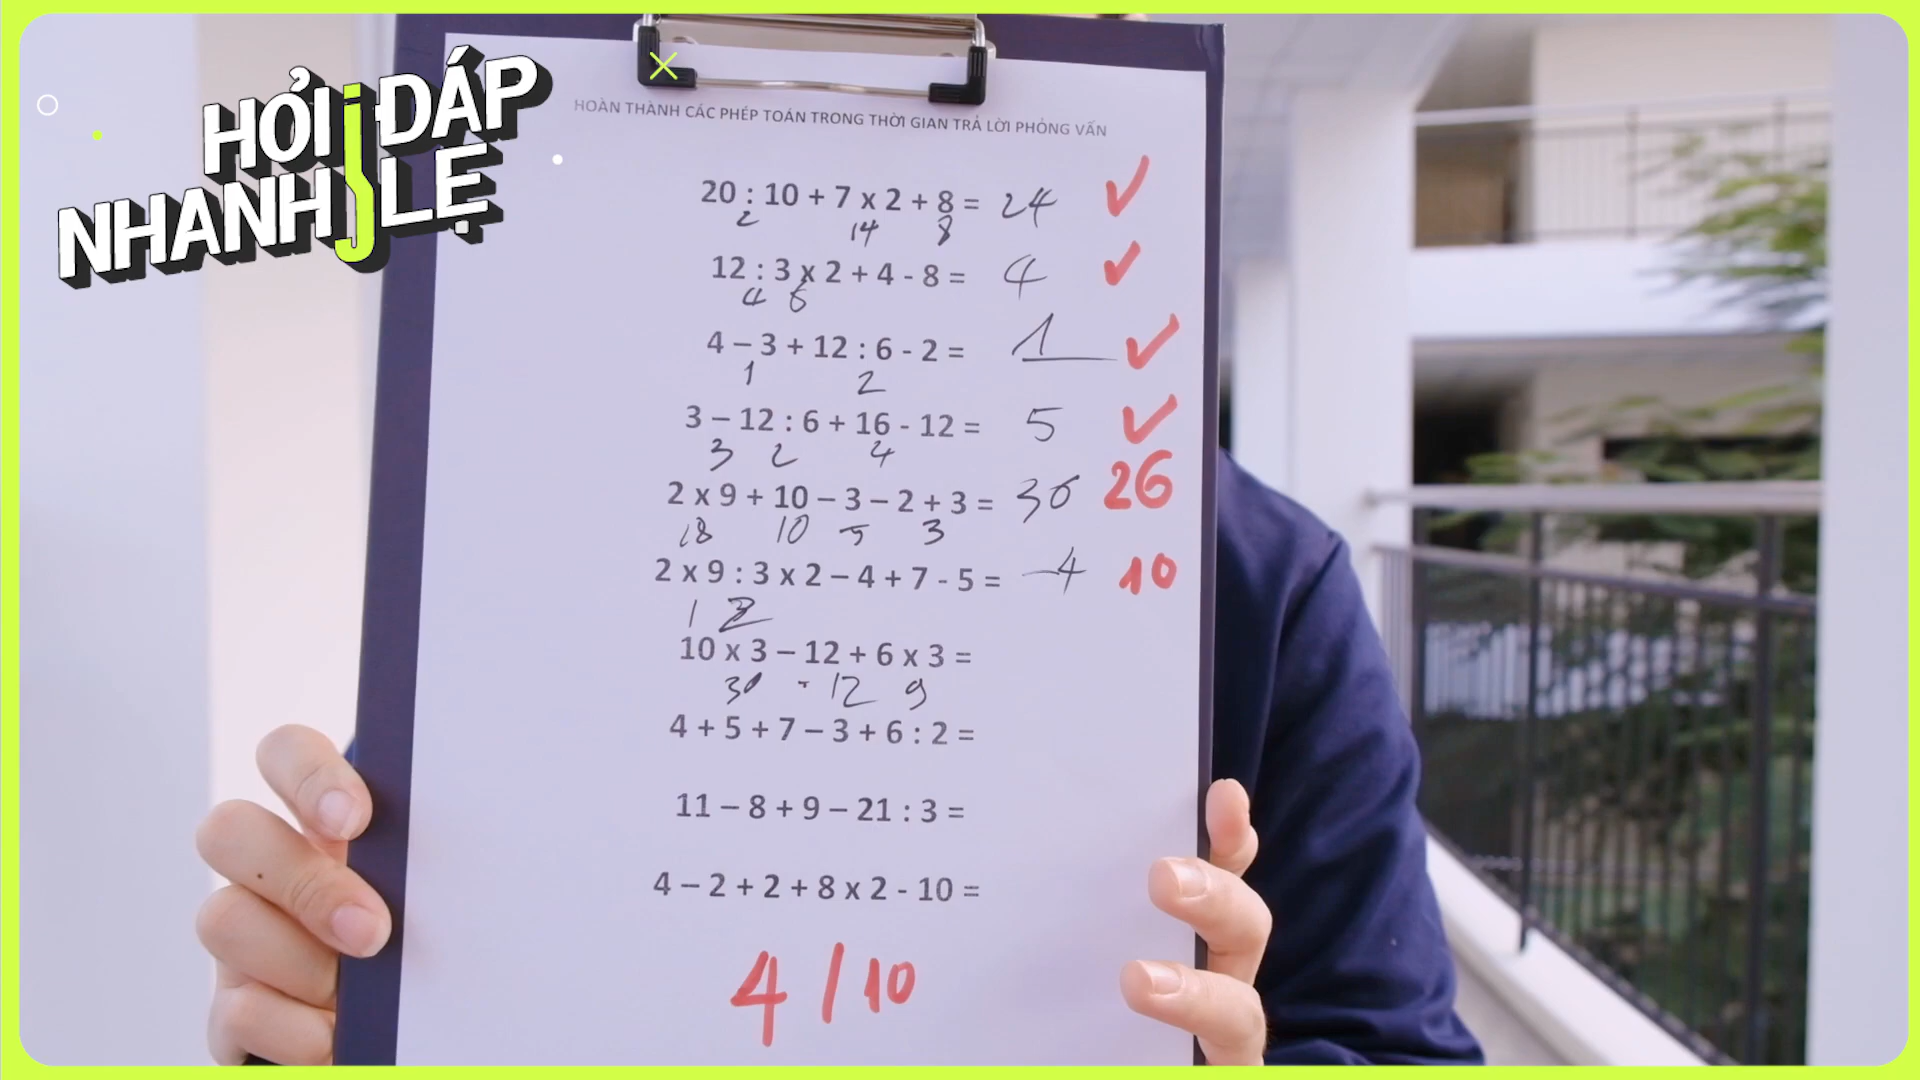 HỎI ĐÁP
NHANH LẸ
HOÀN THÀNH CÁC PHÉP TOÁN TRONG THỜI GIAN TRẢ LỜI PHỎNG VẤN
20 : 10 + 7 x 2 + 8 = 24 ✓
2 14 8
12 : 3 x 2 + 4 - 8 = 4 ✓
4 6
4 – 3 + 12 : 6 - 2 = 1 ✓
1 2
3 – 12 : 6 + 16 - 12 = 5 ✓
3 2 4
2 x 9 + 10 – 3 – 2 + 3 = 30 26
18 10 5 3
2 x 9 : 3 x 2 – 4 + 7 - 5 = -4 10
1
10 x 3 – 12 + 6 x 3 =
30 - 12 9
4 + 5 + 7 – 3 + 6 : 2 =
11 – 8 + 9 – 21 : 3 =
4 – 2 + 2 + 8 x 2 - 10 =
4 / 10